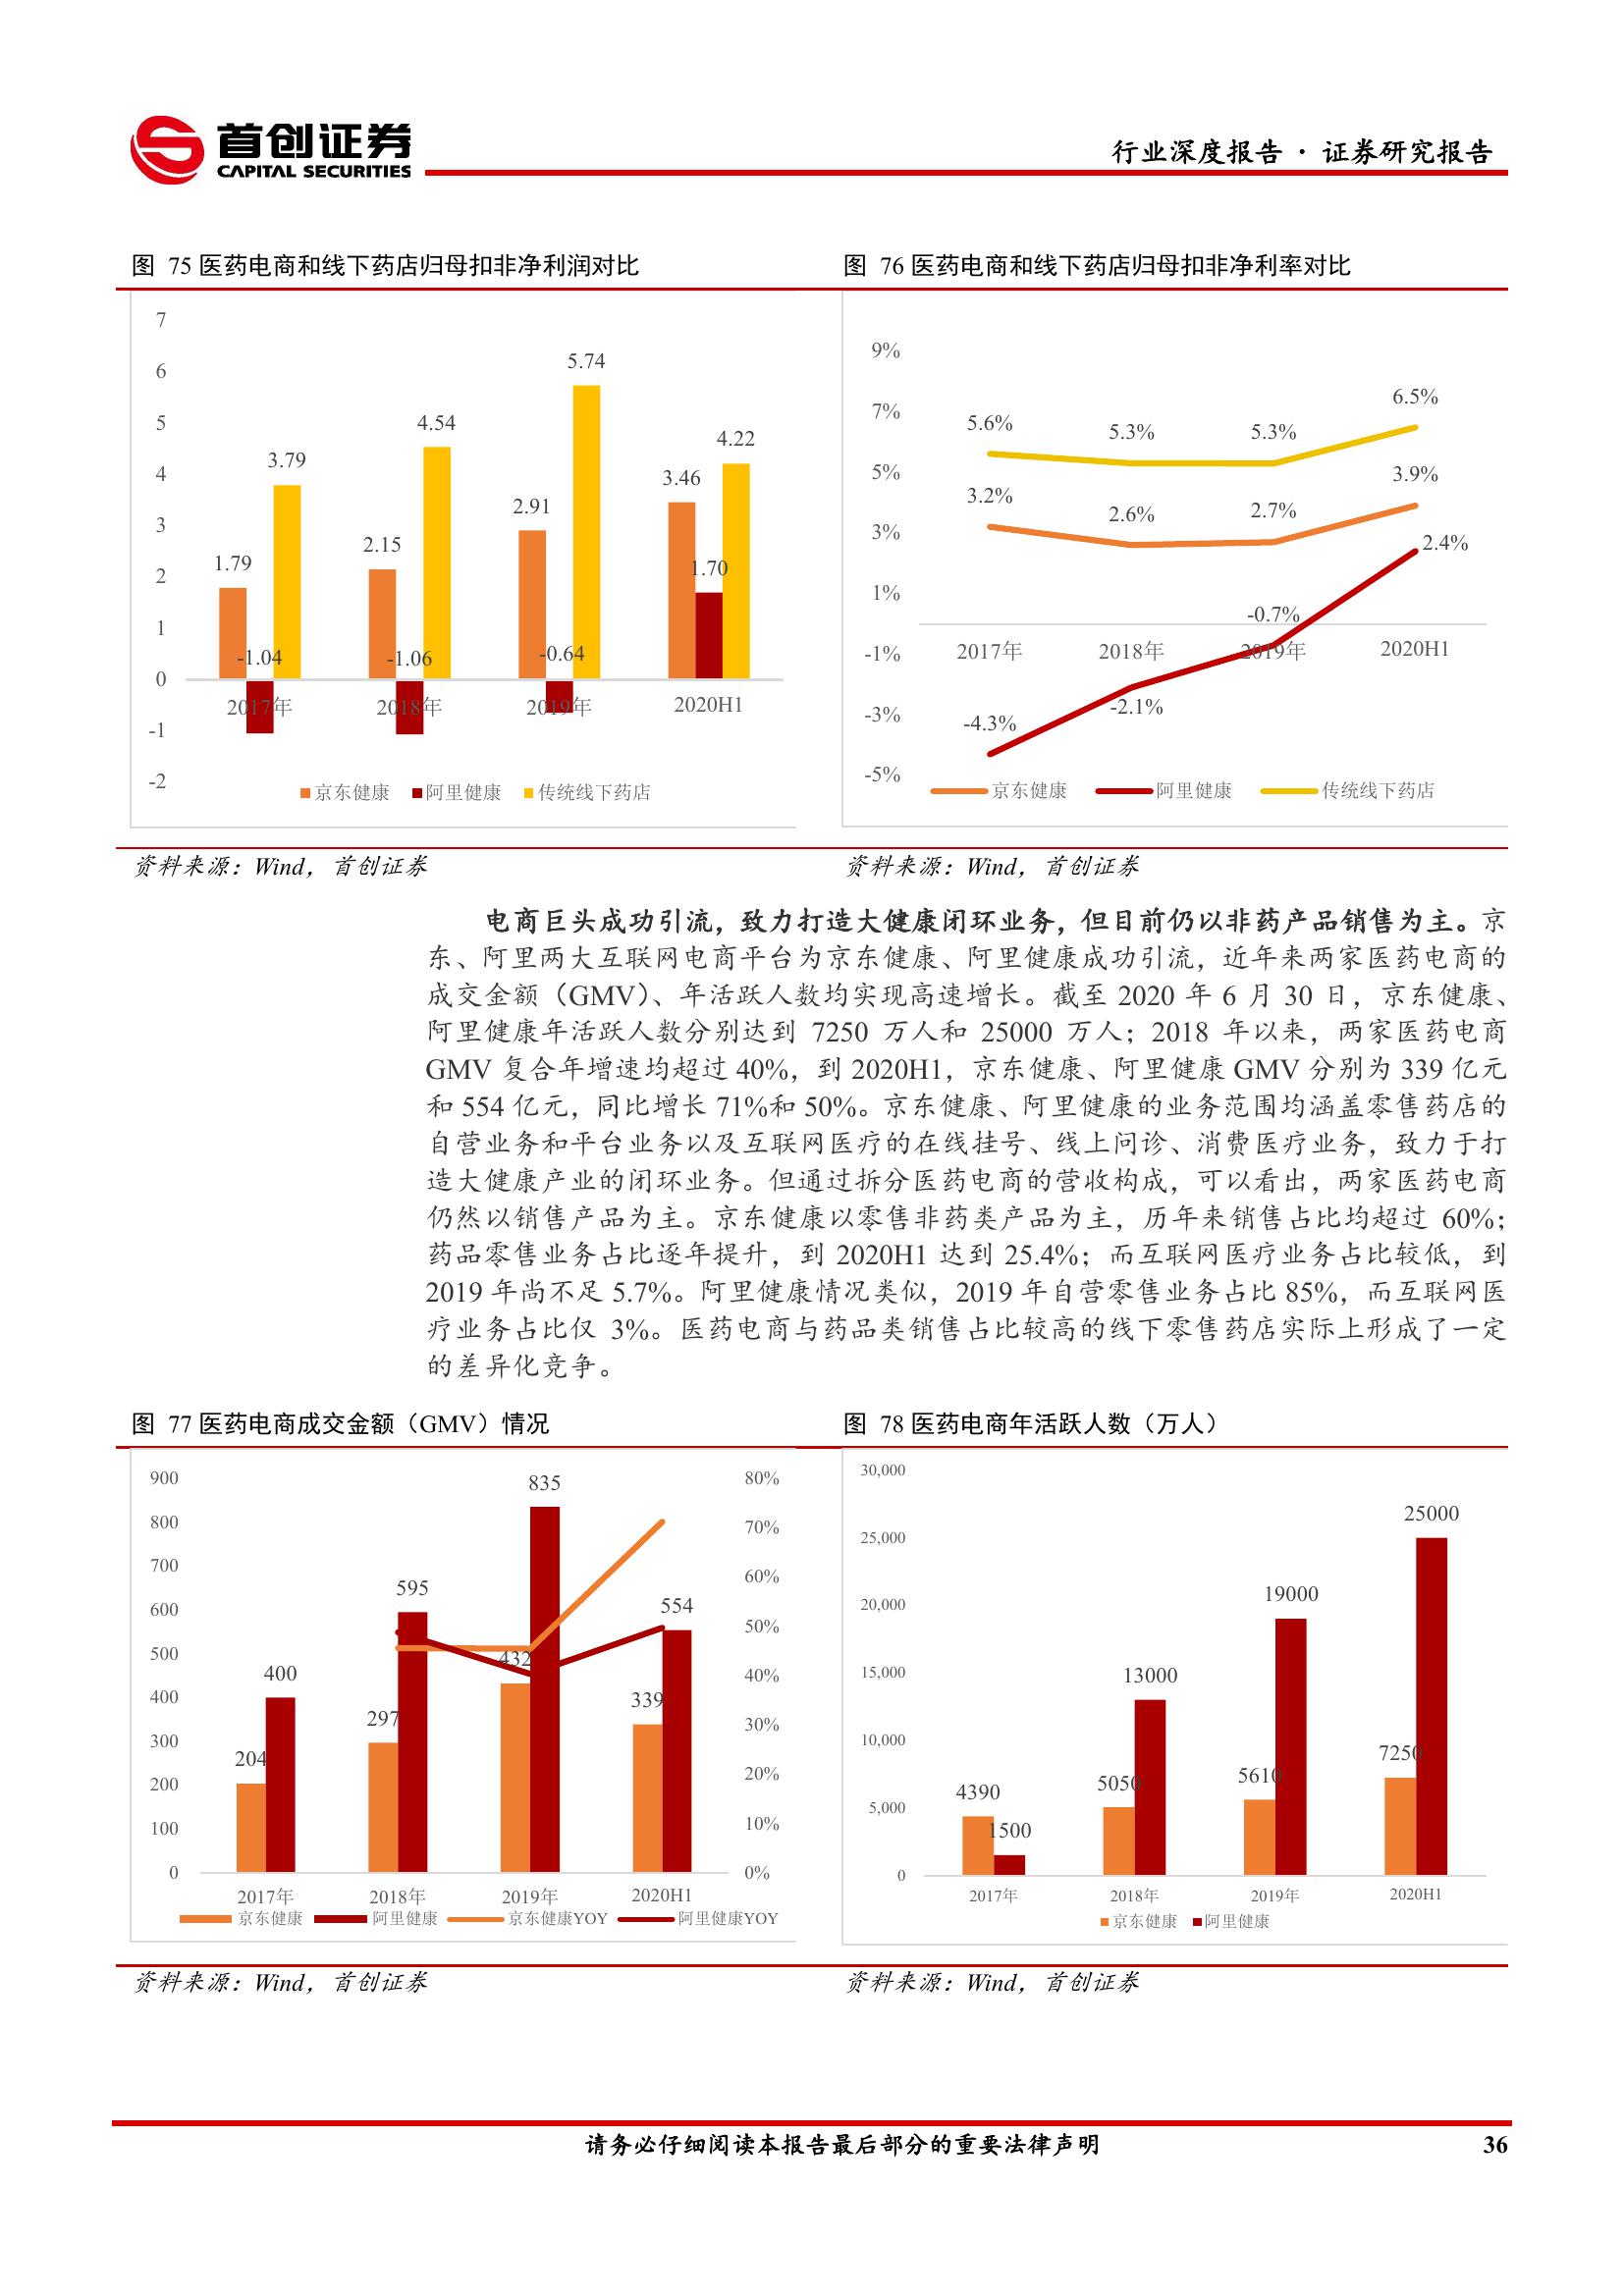 首创证券
CAPITAL SECURITIES
行业深度报告 · 证券研究报告
图 75 医药电商和线下药店归母扣非净利润对比
7
6
5
4
3
2
1
0
-1
-2
1.79
-1.04
3.79
2.15
-1.06
4.54
2.91
-0.64
5.74
3.46
1.70
4.22
2017年
2018年
2019年
2020H1
京东健康 阿里健康 传统线下药店
资料来源：Wind，首创证券
图 76 医药电商和线下药店归母扣非净利率对比
9%
7%
5%
3%
1%
-1%
-3%
-5%
5.6%
5.3%
5.3%
6.5%
3.2%
2.6%
2.7%
3.9%
-4.3%
-2.1%
-0.7%
2.4%
2017年
2018年
2019年
2020H1
京东健康 阿里健康 传统线下药店
资料来源：Wind，首创证券
电商巨头成功引流，致力打造大健康闭环业务，但目前仍以非药产品销售为主。京
东、阿里两大互联网电商平台为京东健康、阿里健康成功引流，近年来两家医药电商的
成交金额（GMV）、年活跃人数均实现高速增长。截至 2020 年 6 月 30 日，京东健康、
阿里健康年活跃人数分别达到 7250 万人和 25000 万人；2018 年以来，两家医药电商
GMV 复合年增速均超过 40%，到 2020H1，京东健康、阿里健康 GMV 分别为 339 亿元
和 554 亿元，同比增长 71%和 50%。京东健康、阿里健康的业务范围均涵盖零售药店的
自营业务和平台业务以及互联网医疗的在线挂号、线上问诊、消费医疗业务，致力于打
造大健康产业的闭环业务。但通过拆分医药电商的营收构成，可以看出，两家医药电商
仍然以销售产品为主。京东健康以零售非药类产品为主，历年来销售占比均超过 60%；
药品零售业务占比逐年提升，到 2020H1 达到 25.4%；而互联网医疗业务占比较低，到
2019 年尚不足 5.7%。阿里健康情况类似，2019 年自营零售业务占比 85%，而互联网医
疗业务占比仅 3%。医药电商与药品类销售占比较高的线下零售药店实际上形成了一定
的差异化竞争。
图 77 医药电商成交金额（GMV）情况
900
800
700
600
500
400
300
200
100
0
80%
70%
60%
50%
40%
30%
20%
10%
0%
204
400
297
595
432
835
339
554
2017年
2018年
2019年
2020H1
京东健康 阿里健康 京东健康YOY 阿里健康YOY
资料来源：Wind，首创证券
图 78 医药电商年活跃人数（万人）
30,000
25,000
20,000
15,000
10,000
5,000
0
4390
1500
5050
13000
5610
19000
7250
25000
2017年
2018年
2019年
2020H1
京东健康 阿里健康
资料来源：Wind，首创证券
请务必仔细阅读本报告最后部分的重要法律声明
36